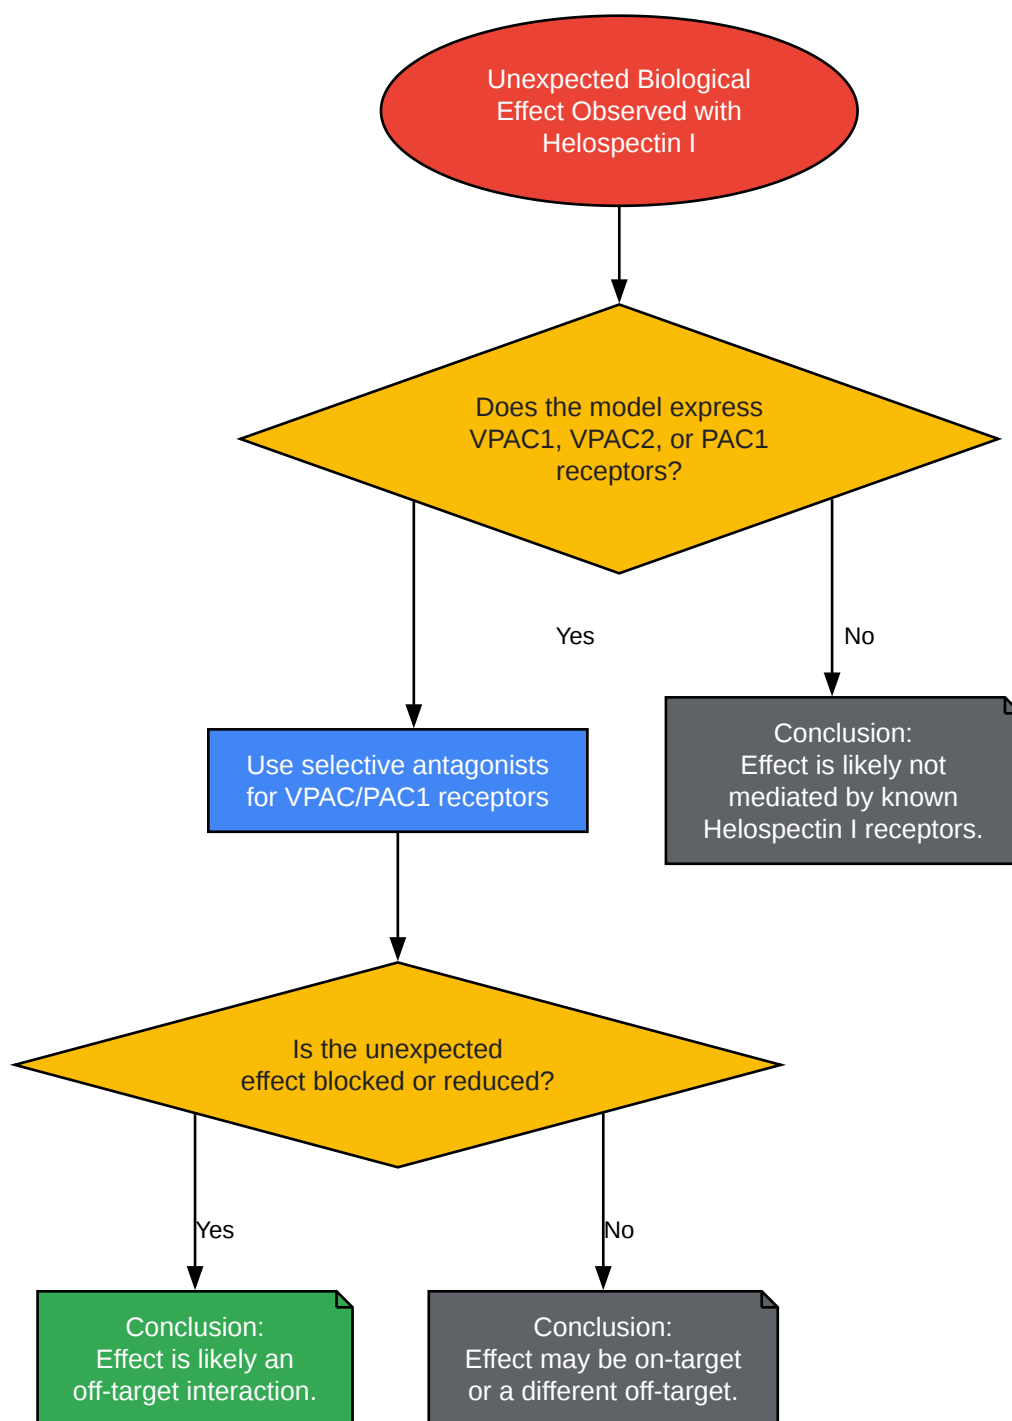 Unexpected Biological
Effect Observed with
Helospectin I
Does the model express
VPAC1, VPAC2, or PAC1
receptors?
Yes
No
Use selective antagonists
for VPAC/PAC1 receptors
Conclusion:
Effect is likely not
mediated by known
Helospectin I receptors.
Is the unexpected
effect blocked or reduced?
Yes
No
Conclusion:
Effect is likely an
off-target interaction.
Conclusion:
Effect may be on-target
or a different off-target.